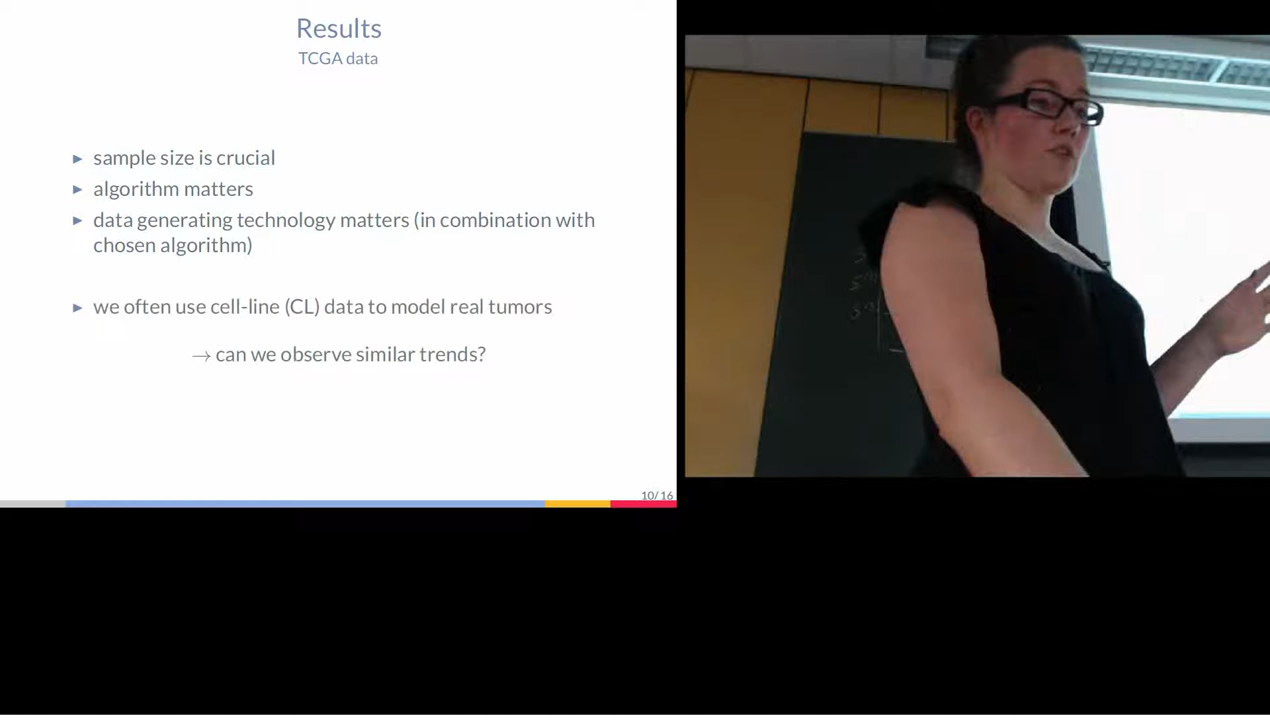 Results
TCGA data
► sample size is crucial
► algorithm matters
► data generating technology matters (in combination with
chosen algorithm)
► we often use cell-line (CL) data to model real tumors
→ can we observe similar trends?
10/16